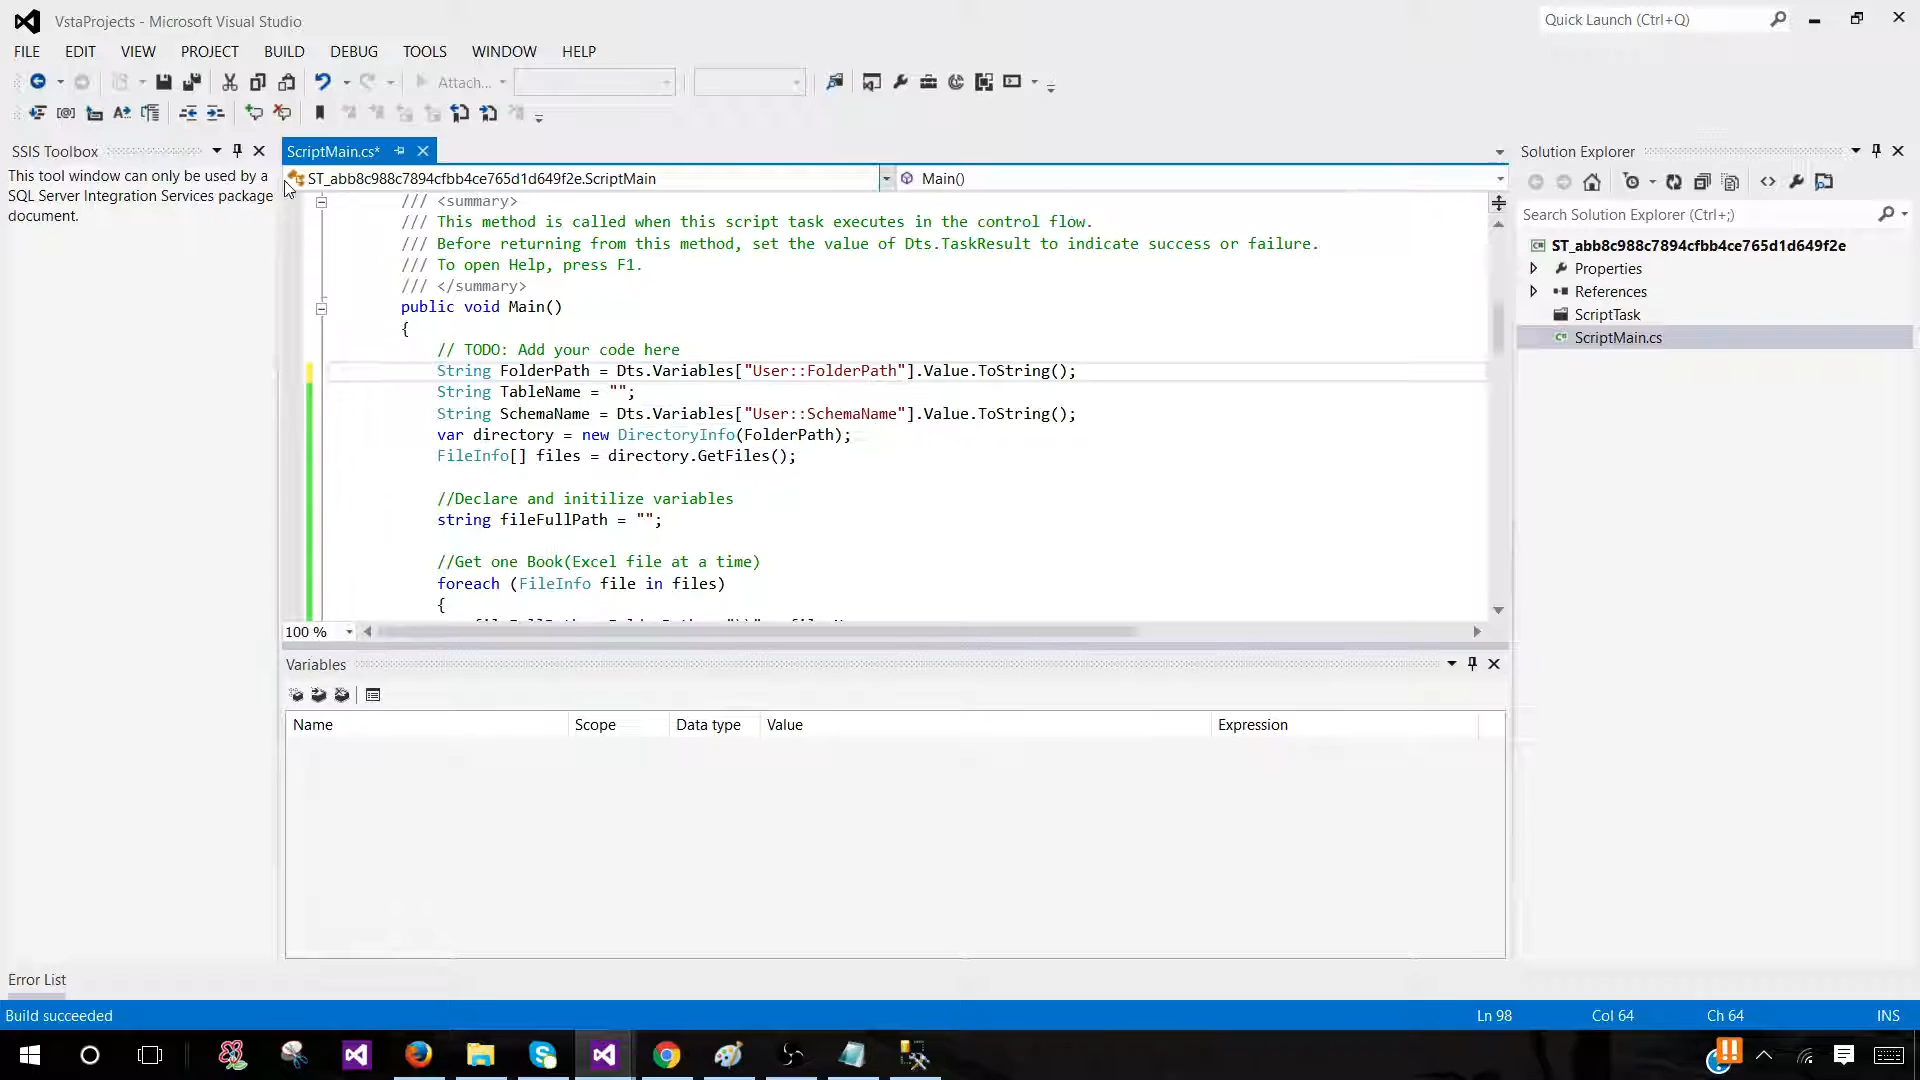 VstaProjects - Microsoft Visual Studio
Quick Launch (Ctrl+Q)
FILE EDIT VIEW PROJECT BUILD DEBUG TOOLS WINDOW HELP
Attach...
SSIS Toolbox
This tool window can only be used by a
SQL Server Integration Services package
document.
ScriptMain.cs*
ST_abb8c988c7894cfbb4ce765d1d649f2e.ScriptMain
Main()
/// <summary>
/// This method is called when this script task executes in the control flow.
/// Before returning from this method, set the value of Dts.TaskResult to indicate success or failure.
/// To open Help, press F1.
/// </summary>
public void Main()
{
// TODO: Add your code here
String FolderPath = Dts.Variables["User::FolderPath"].Value.ToString();
String TableName = "";
String SchemaName = Dts.Variables["User::SchemaName"].Value.ToString();
var directory = new DirectoryInfo(FolderPath);
FileInfo[] files = directory.GetFiles();
//Declare and initilize variables
string fileFullPath = "";
//Get one Book(Excel file at a time)
foreach (FileInfo file in files)
{
100 %
Solution Explorer
Search Solution Explorer (Ctrl+;)
ST_abb8c988c7894cfbb4ce765d1d649f2e
Properties
References
ScriptTask
ScriptMain.cs
Variables
Name Scope Data type Value Expression
Error List
Build succeeded
Ln 98 Col 64 Ch 64 INS